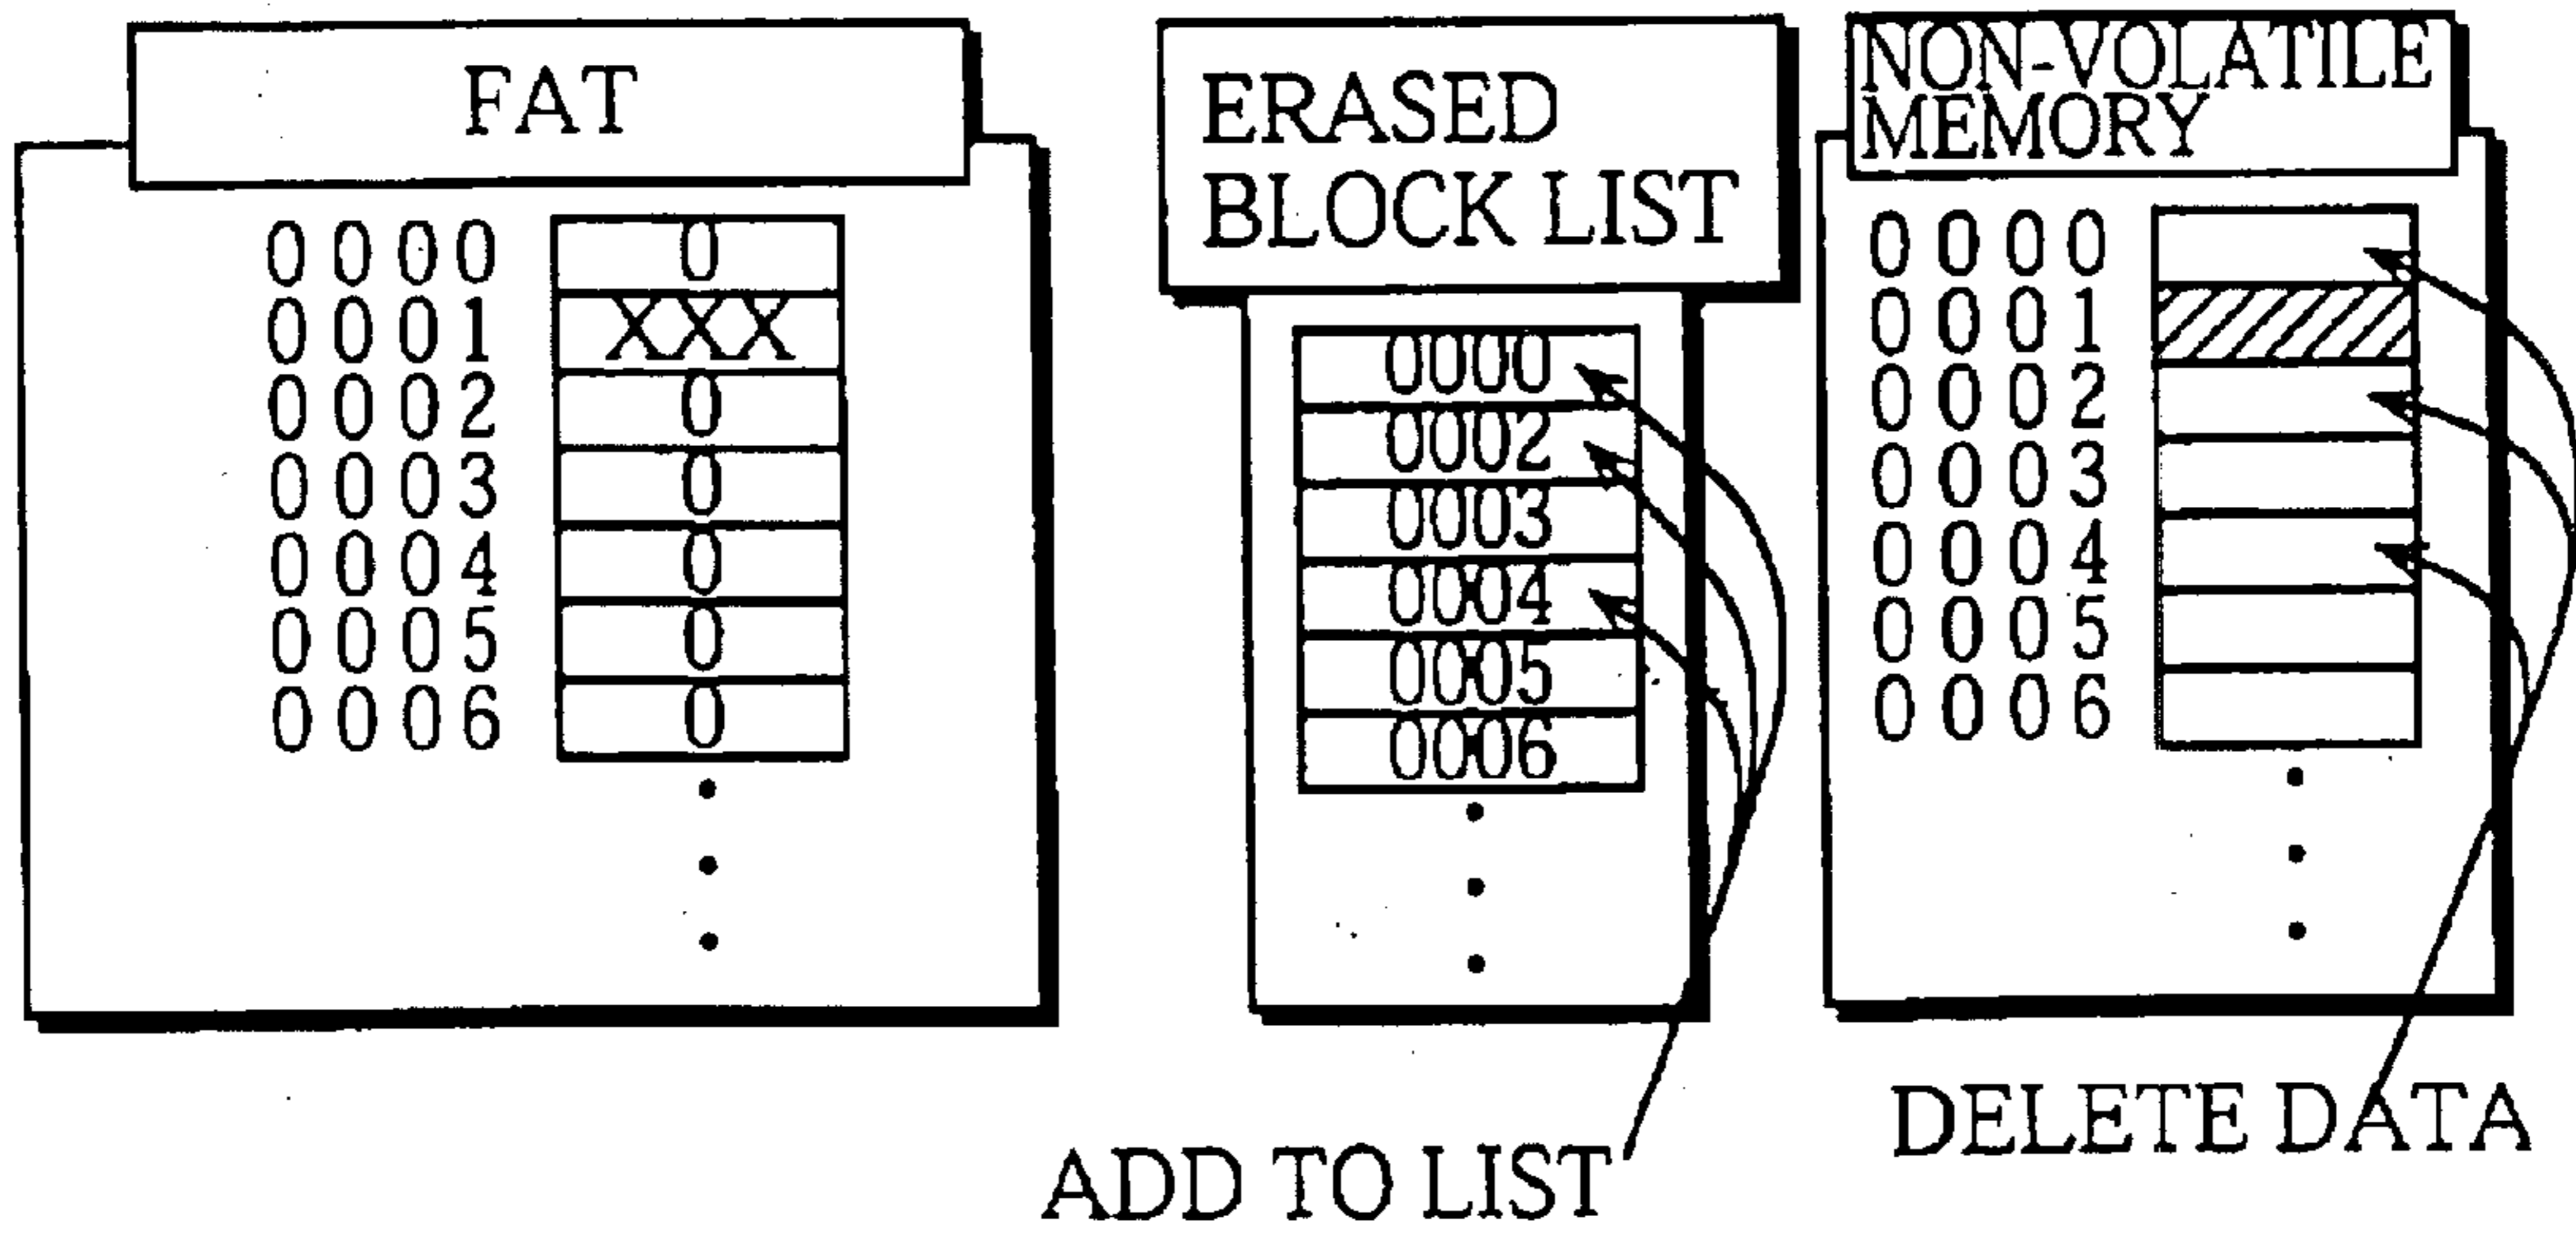 FAT
0000 0
0001 XXX
0002 0
0003 0
0004 0
0005 0
0006 0
ERASED
BLOCK LIST
0000
0002
0003
0004
0005
0006
ADD TO LIST
NON-VOLATILE
MEMORY
0000
0001
0002
0003
0004
0005
0006
DELETE DATA